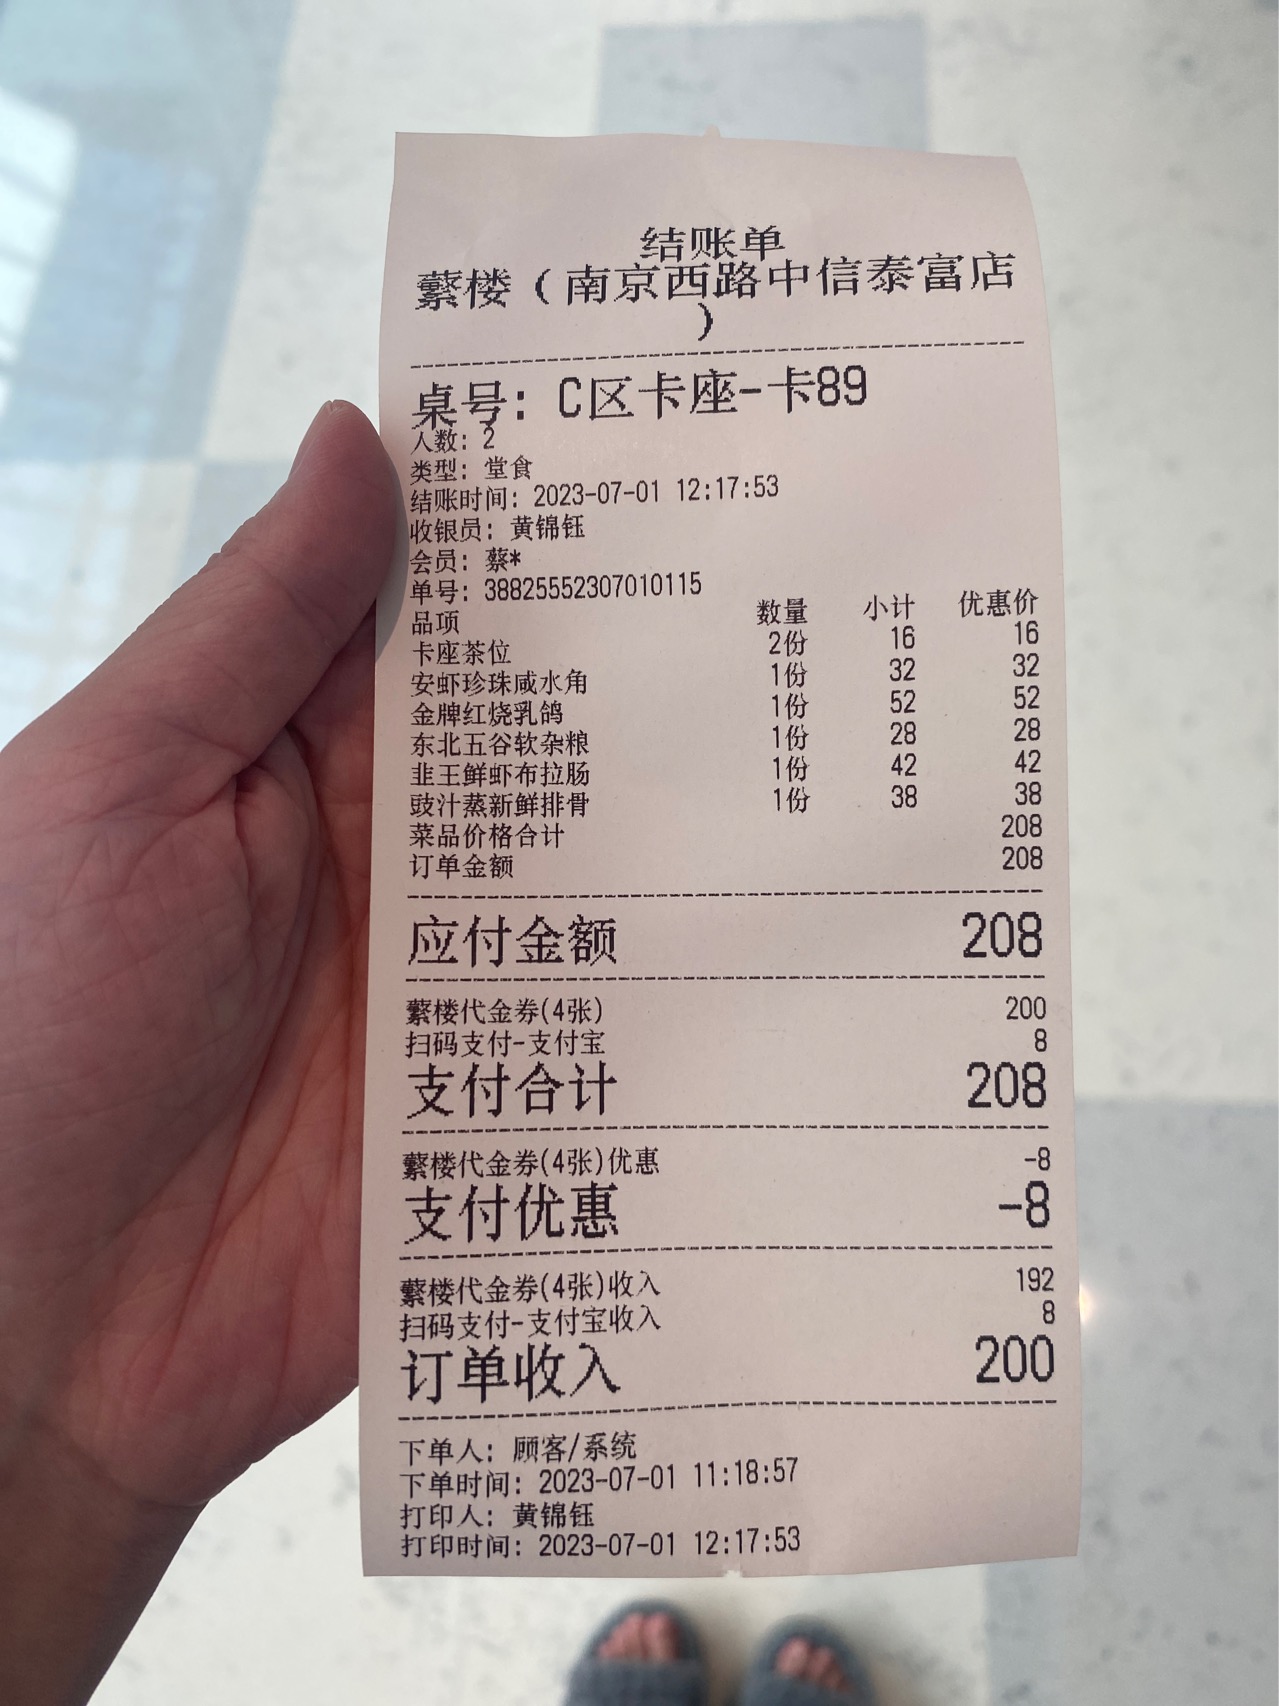 结账单
蘩楼（南京西路中信泰富店
）
桌号：C区卡座-卡89
人数：2
类型：堂食
结账时间：2023-07-01 12:17:53
收银员：黄锦钰
会员：蔡*
单号：38825552307010115
品项 数量 小计 优惠价
卡座茶位 2份 16 16
安虾珍珠咸水角 1份 32 32
金牌红烧乳鸽 1份 52 52
东北五谷软杂粮 1份 28 28
韭王鲜虾布拉肠 1份 42 42
豉汁蒸新鲜排骨 1份 38 38
菜品价格合计 208
订单金额 208
应付金额 208
蘩楼代金券(4张) 200
扫码支付-支付宝 8
支付合计 208
蘩楼代金券(4张)优惠 -8
支付优惠 -8
蘩楼代金券(4张)收入 192
扫码支付-支付宝收入 8
订单收入 200
下单人：顾客/系统
下单时间：2023-07-01 11:18:57
打印人：黄锦钰
打印时间：2023-07-01 12:17:53